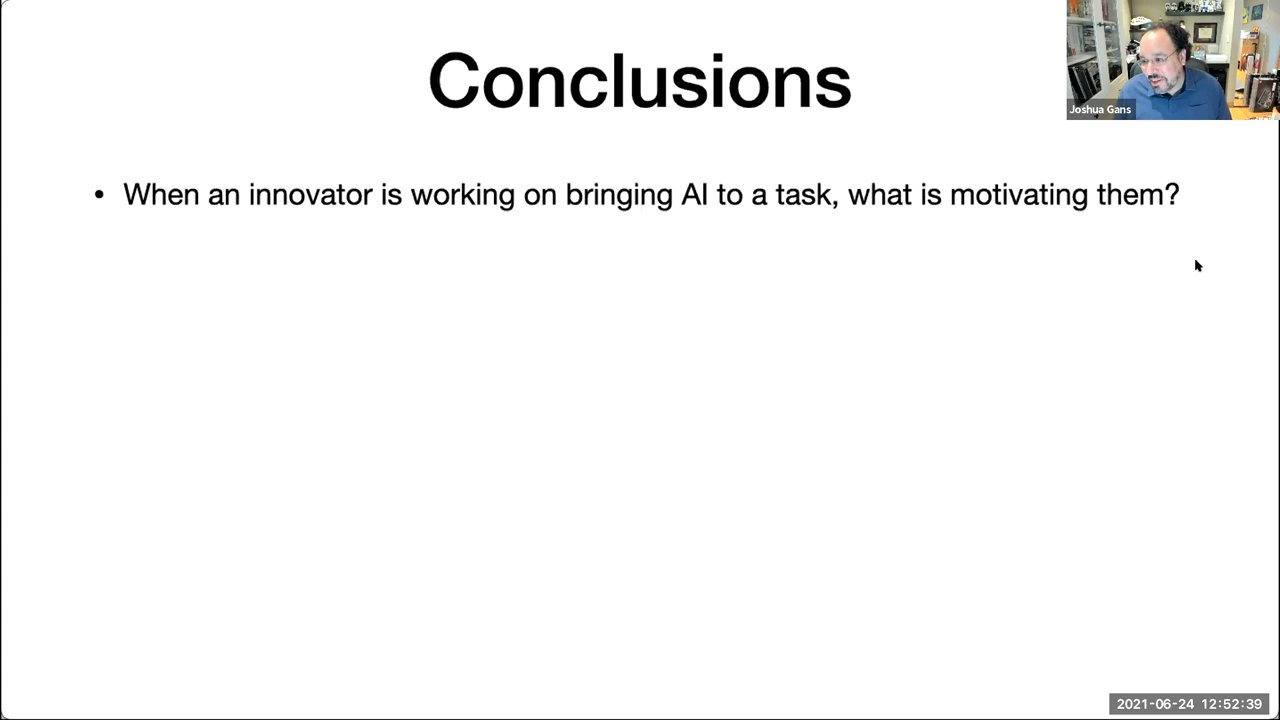 Conclusions
Joshua Gans
• When an innovator is working on bringing AI to a task, what is motivating them?
2021-06-24 12:52:39